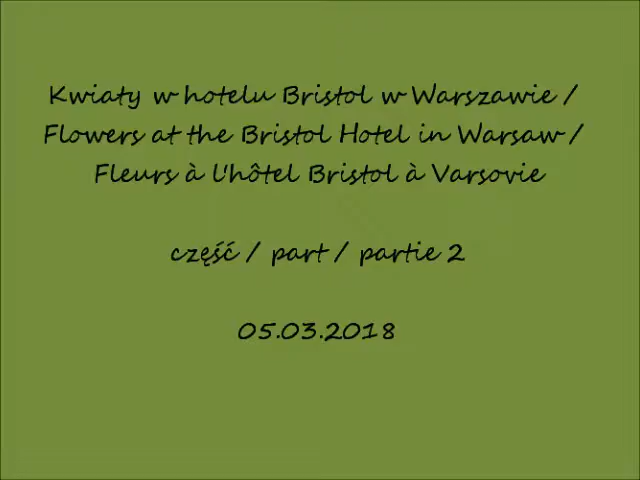 Kwiaty w hotelu Bristol w Warszawie /
Flowers at the Bristol Hotel in Warsaw /
Fleurs à l'hôtel Bristol à Varsovie
część / part / partie 2
05.03.2018